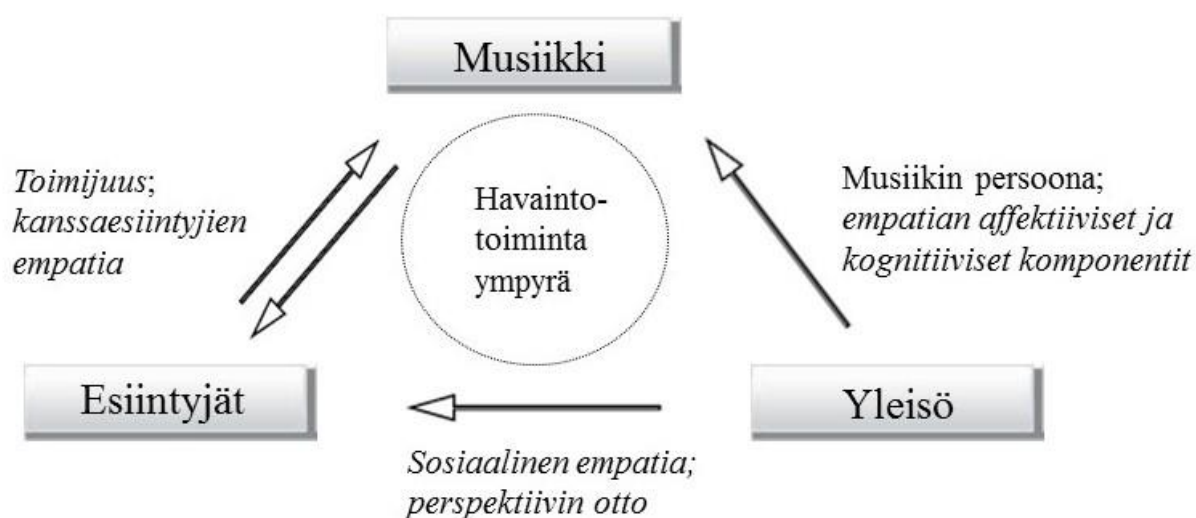 Musiikki
Toimijuus;
kanssaesiintyjien
empatia
Havainto-
toiminta
ympyrä
Musiikin persoona;
empatian affektiiviset ja
kognitiiviset komponentit
Esiintyjät
Yleisö
Sosiaalinen empatia;
perspektiivin otto